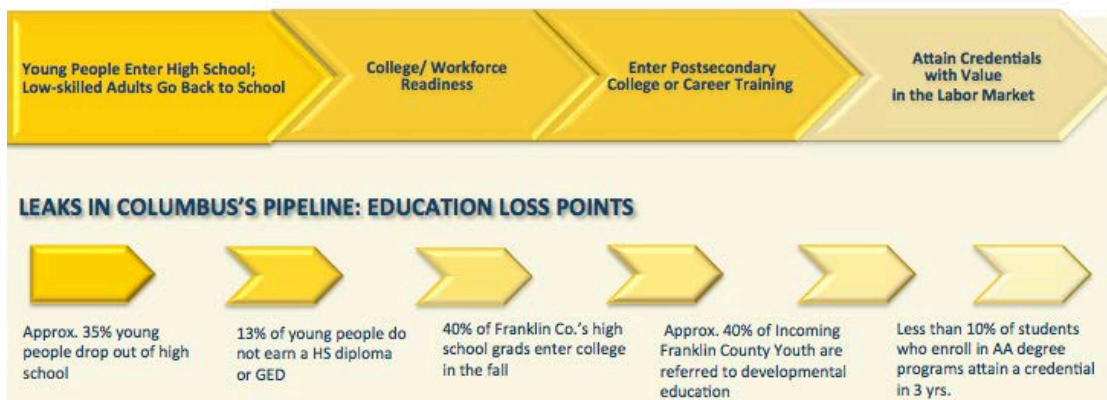 Young People Enter High School;
Low-skilled Adults Go Back to School
College/ Workforce
Readiness
Enter Postsecondary
College or Career Training
Attain Credentials
with Value
in the Labor Market
LEAKS IN COLUMBUS'S PIPELINE: EDUCATION LOSS POINTS
Approx. 35% young
people drop out of high
school
13% of young people do
not earn a HS diploma
or GED
40% of Franklin Co.'s high
school grads enter college
in the fall
Approx. 40% of Incoming
Franklin County Youth are
referred to developmental
education
Less than 10% of students
who enroll in AA degree
programs attain a credential
in 3 yrs.